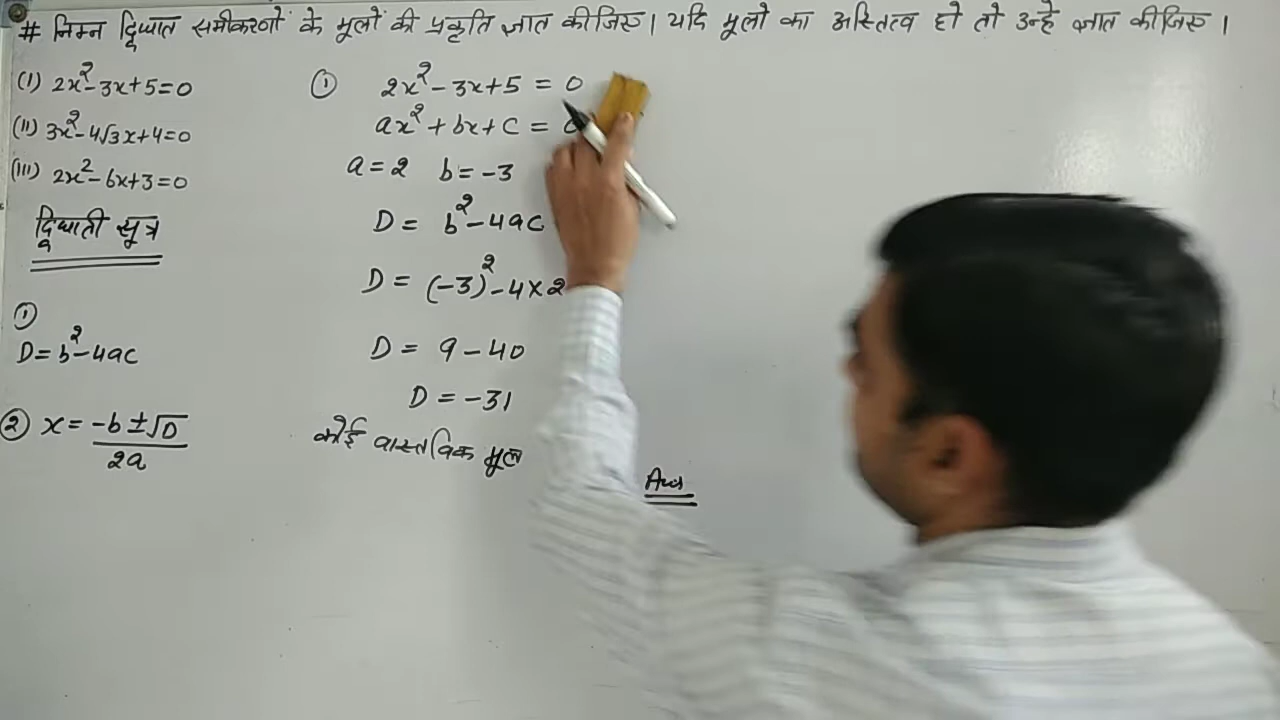 # निम्न द्विघात समीकरणों के मूलों की प्रकृति ज्ञात कीजिए। यदि मूलो का अस्तित्व हो तो उन्हे ज्ञात कीजिए।
(I) 2x²-3x+5=0
(II) 3x²-4√3x+4=0
(III) 2x²-6x+3=0
द्विघाती सूत्र
①
D=b²-4ac
② x = -b±√D / 2a
① 2x²-3x+5 = 0
ax²+bx+c =
a=2 b=-3
D = b²-4ac
D = (-3)²-4×2
D = 9-40
D = -31
कोई वास्तविक मूल
Ans